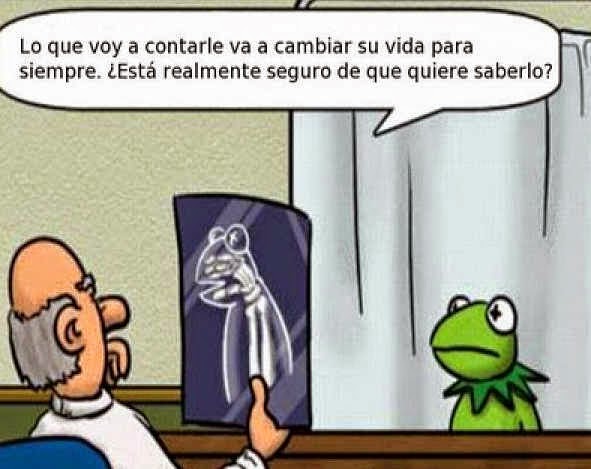 Lo que voy a contarle va a cambiar su vida para
siempre. ¿Está realmente seguro de que quiere saberlo?